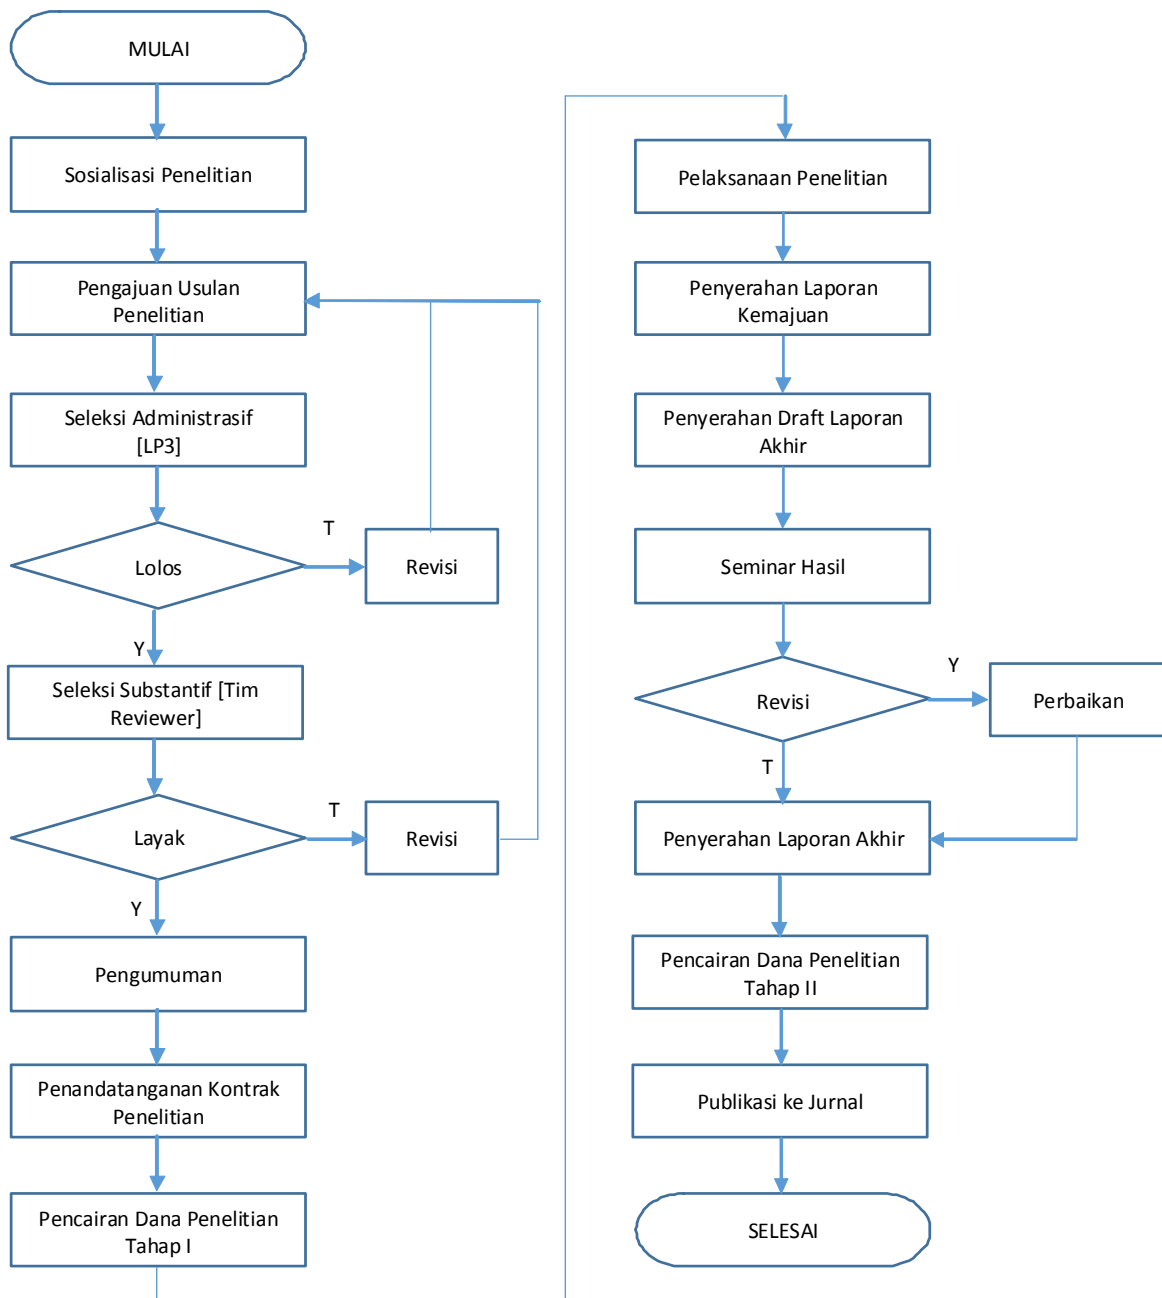 MULAI
Sosialisasi Penelitian
Pengajuan Usulan
Penelitian
Seleksi Administrasif
[LP3]
Lolos
T
Revisi
Y
Seleksi Substantif [Tim
Reviewer]
Layak
T
Revisi
Y
Pengumuman
Penandatanganan Kontrak
Penelitian
Pencairan Dana Penelitian
Tahap I
Pelaksanaan Penelitian
Penyerahan Laporan
Kemajuan
Penyerahan Draft Laporan
Akhir
Seminar Hasil
Revisi
Y
Perbaikan
T
Penyerahan Laporan Akhir
Pencairan Dana Penelitian
Tahap II
Publikasi ke Jurnal
SELESAI